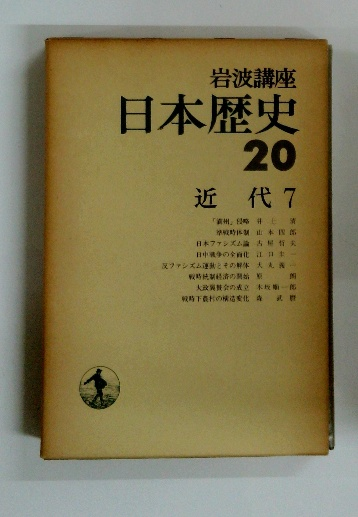 岩波講座
日本歴史
20
近代 7
「満州」侵略 井上 清
準戦時体制 山本四郎
日本ファシズム論 古屋哲夫
日中戦争の全面化 江口圭一
反ファシズム運動とその解体 犬丸義一
戦時統制経済の開始 原 朗
大政翼賛会の成立 木坂順一郎
戦時下農村の構造変化 森 武麿